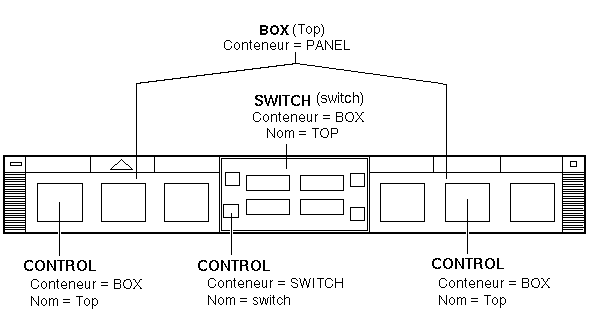 BOX (Top)
Conteneur = PANEL
SWITCH (switch)
Conteneur = BOX
Nom = TOP
CONTROL
Conteneur = BOX
Nom = Top
CONTROL
Conteneur = SWITCH
Nom = switch
CONTROL
Conteneur = BOX
Nom = Top